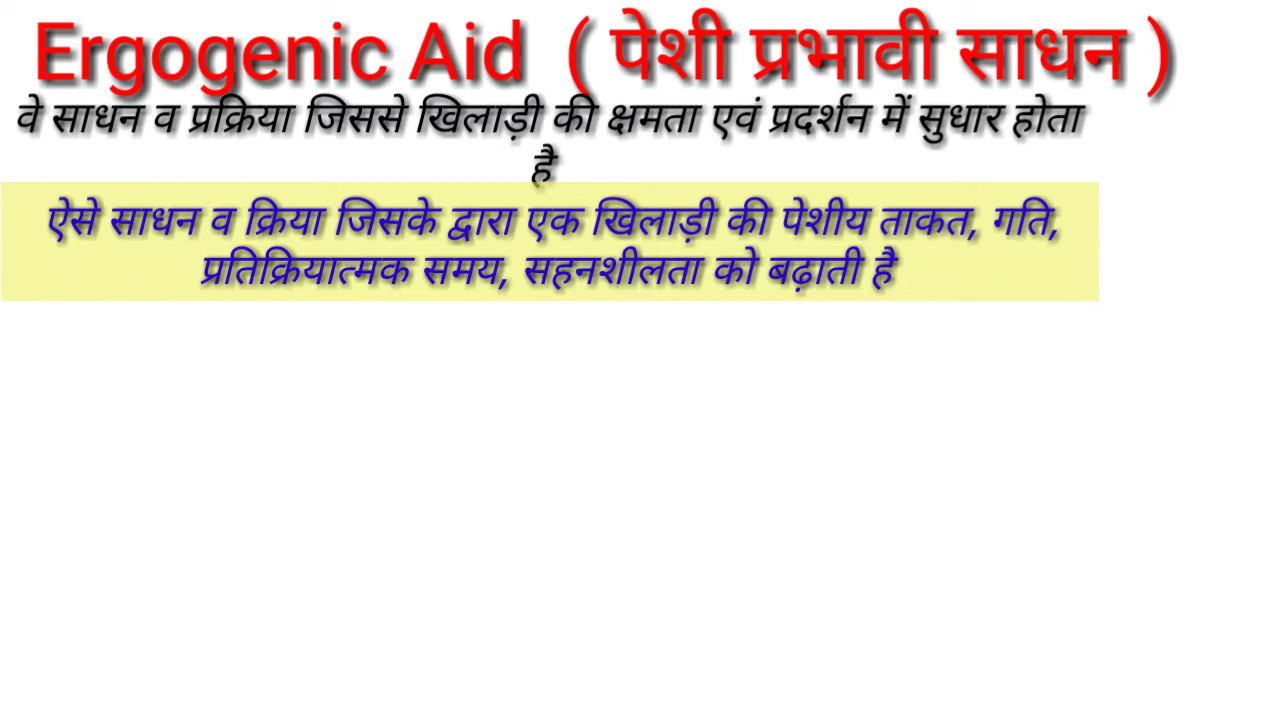 Ergogenic Aid ( पेशी प्रभावी साधन )
वे साधन व प्रक्रिया जिससे खिलाड़ी की क्षमता एवं प्रदर्शन में सुधार होता
है
ऐसे साधन व क्रिया जिसके द्वारा एक खिलाड़ी की पेशीय ताकत, गति,
प्रतिक्रियात्मक समय, सहनशीलता को बढ़ाती है